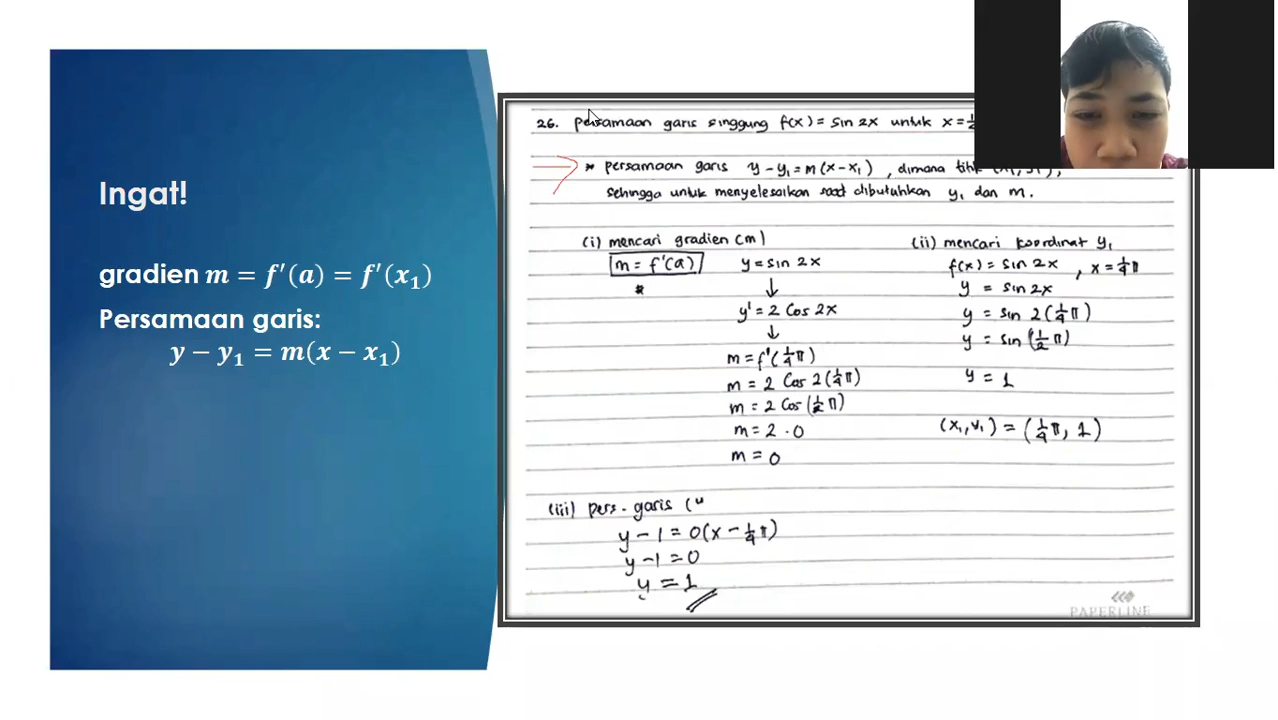 Ingat!
gradien m = f′(a) = f′(x₁)
Persamaan garis:
y − y₁ = m(x − x₁)
26. Persamaan garis singgung f(x) = sin 2x untuk x =
* persamaan garis y − y₁ = m (x − x₁) , dimana
sehingga untuk menyelesaikan soal dibutuhkan y₁ dan m.
(i) mencari gradien (m)
m = f'(a) y = sin 2x
*
↓
y' = 2 Cos 2x
↓
m = f'(¼π)
m = 2 Cos 2(¼π)
m = 2 Cos (½π)
m = 2 · 0
m = 0
(ii) mencari koordinat y₁
f(x) = sin 2x , x = ¼π
y = sin 2x
y = sin 2(¼π)
y = sin (½π)
y = 1
(x₁, y₁) = (¼π, 1)
(iii) pers. garis (
y − 1 = 0(x − ¼π)
y − 1 = 0
y = 1
PAPERLINE